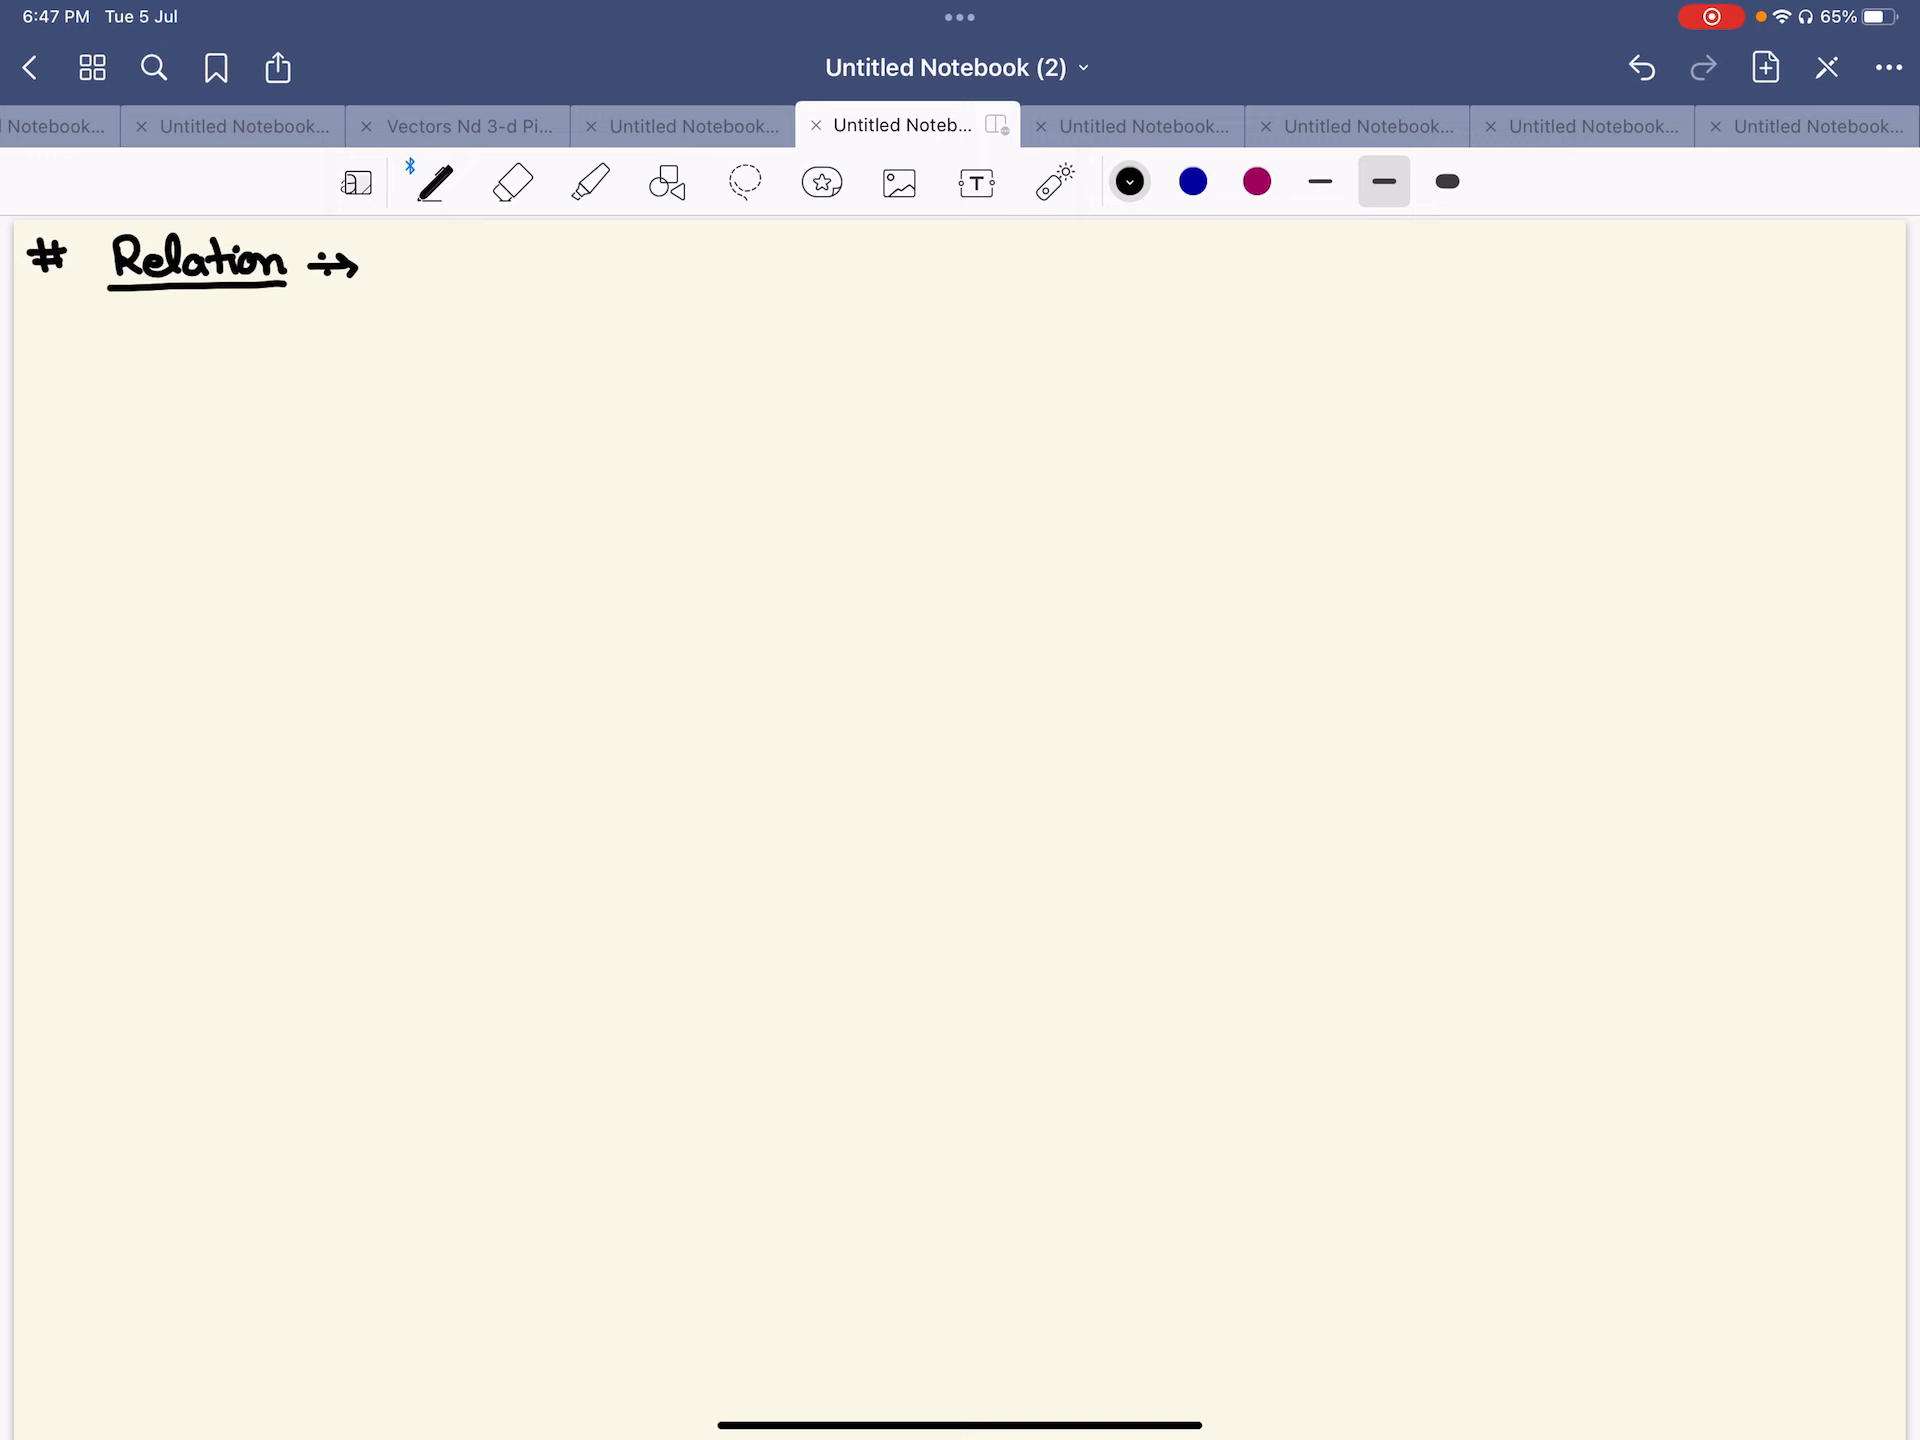 6:47 PM Tue 5 Jul
65%
Untitled Notebook (2)
Notebook... Untitled Notebook... Vectors Nd 3-d Pi... Untitled Notebook... Untitled Noteb... Untitled Notebook... Untitled Notebook... Untitled Notebook... Untitled Notebook...
T
# Relation ÷→